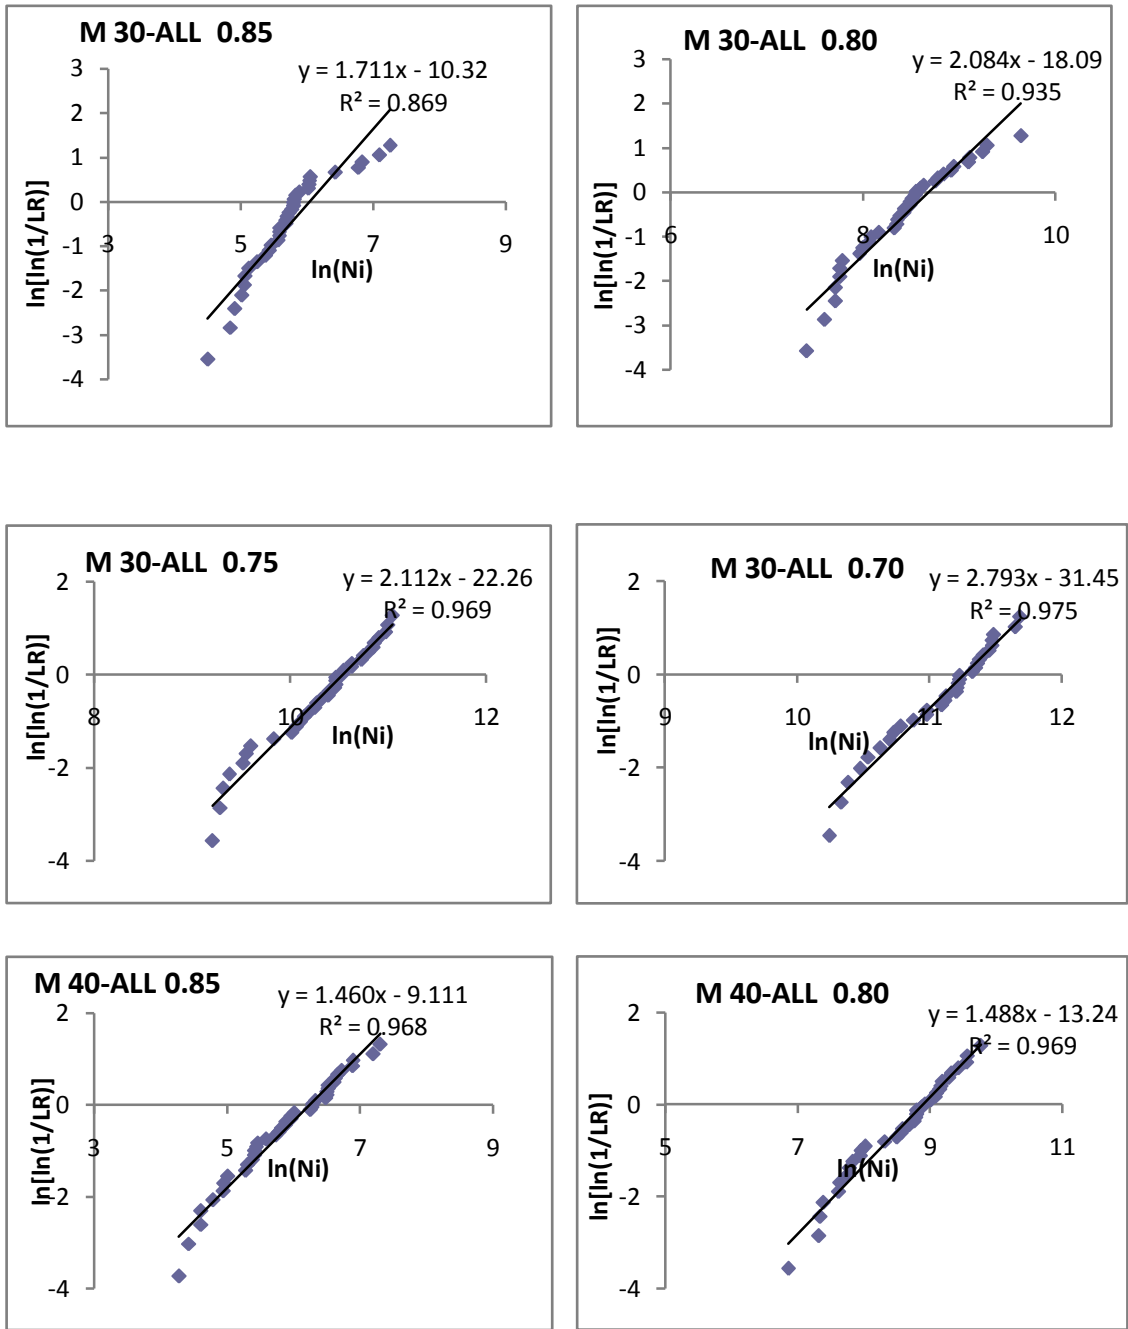 M 30-ALL 0.85
y = 1.711x - 10.32
R² = 0.869
3
2
1
0
-1
-2
-3
-4
3
5
7
9
ln(Ni)
ln[ln(1/LR)]
M 30-ALL 0.80
y = 2.084x - 18.09
R² = 0.935
3
2
1
0
-1
-2
-3
-4
6
8
10
ln(Ni)
ln[ln(1/LR)]
M 30-ALL 0.75
y = 2.112x - 22.26
R² = 0.969
2
0
-2
-4
8
10
12
ln(Ni)
ln[ln(1/LR)]
M 30-ALL 0.70
y = 2.793x - 31.45
R² = 0.975
2
0
-2
-4
9
10
11
12
ln(Ni)
ln[ln(1/LR)]
M 40-ALL 0.85
y = 1.460x - 9.111
R² = 0.968
2
0
-2
-4
3
5
7
9
ln(Ni)
ln[ln(1/LR)]
M 40-ALL 0.80
y = 1.488x - 13.24
R² = 0.969
2
0
-2
-4
5
7
9
11
ln(Ni)
ln[ln(1/LR)]